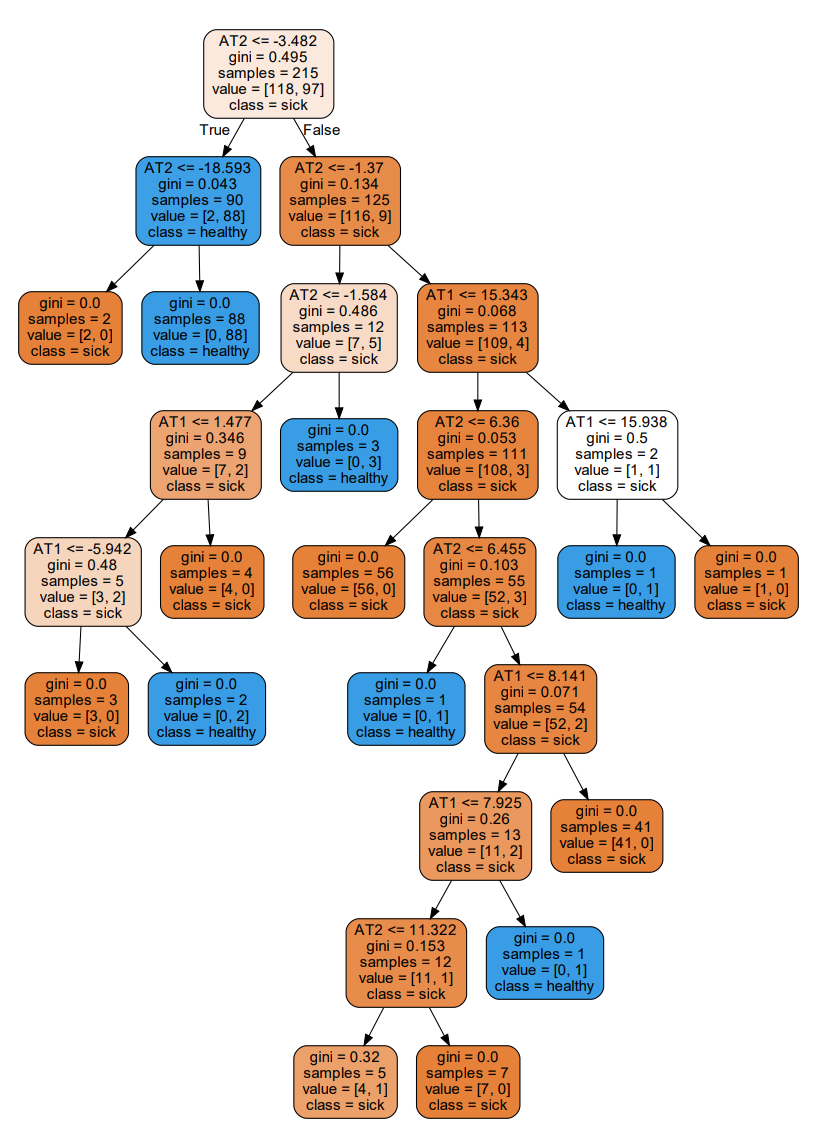 AT2 <= -3.482
gini = 0.495
samples = 215
value = [118, 97]
class = sick
True
False
AT2 <= -18.593
gini = 0.043
samples = 90
value = [2, 88]
class = healthy
AT2 <= -1.37
gini = 0.134
samples = 125
value = [116, 9]
class = sick
gini = 0.0
samples = 2
value = [2, 0]
class = sick
gini = 0.0
samples = 88
value = [0, 88]
class = healthy
AT2 <= -1.584
gini = 0.486
samples = 12
value = [7, 5]
class = sick
AT1 <= 15.343
gini = 0.068
samples = 113
value = [109, 4]
class = sick
AT1 <= 1.477
gini = 0.346
samples = 9
value = [7, 2]
class = sick
gini = 0.0
samples = 3
value = [0, 3]
class = healthy
AT2 <= 6.36
gini = 0.053
samples = 111
value = [108, 3]
class = sick
AT1 <= 15.938
gini = 0.5
samples = 2
value = [1, 1]
class = sick
AT1 <= -5.942
gini = 0.48
samples = 5
value = [3, 2]
class = sick
gini = 0.0
samples = 4
value = [4, 0]
class = sick
gini = 0.0
samples = 56
value = [56, 0]
class = sick
AT2 <= 6.455
gini = 0.103
samples = 55
value = [52, 3]
class = sick
gini = 0.0
samples = 1
value = [0, 1]
class = healthy
gini = 0.0
samples = 1
value = [1, 0]
class = sick
gini = 0.0
samples = 3
value = [3, 0]
class = sick
gini = 0.0
samples = 2
value = [0, 2]
class = healthy
gini = 0.0
samples = 1
value = [0, 1]
class = healthy
AT1 <= 8.141
gini = 0.071
samples = 54
value = [52, 2]
class = sick
AT1 <= 7.925
gini = 0.26
samples = 13
value = [11, 2]
class = sick
gini = 0.0
samples = 41
value = [41, 0]
class = sick
AT2 <= 11.322
gini = 0.153
samples = 12
value = [11, 1]
class = sick
gini = 0.0
samples = 1
value = [0, 1]
class = healthy
gini = 0.32
samples = 5
value = [4, 1]
class = sick
gini = 0.0
samples = 7
value = [7, 0]
class = sick